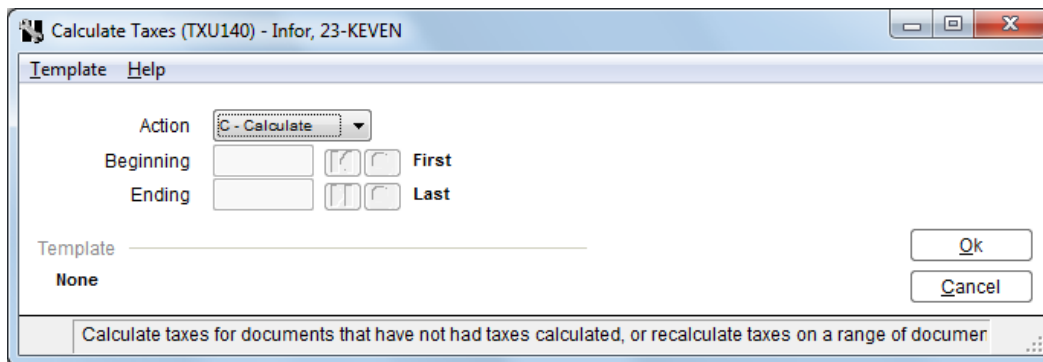 Calculate Taxes (TXU140) - Infor, 23-KEVEN
Template Help
Action C - Calculate
Beginning First
Ending Last
Template
None
Ok
Cancel
Calculate taxes for documents that have not had taxes calculated, or recalculate taxes on a range of documen